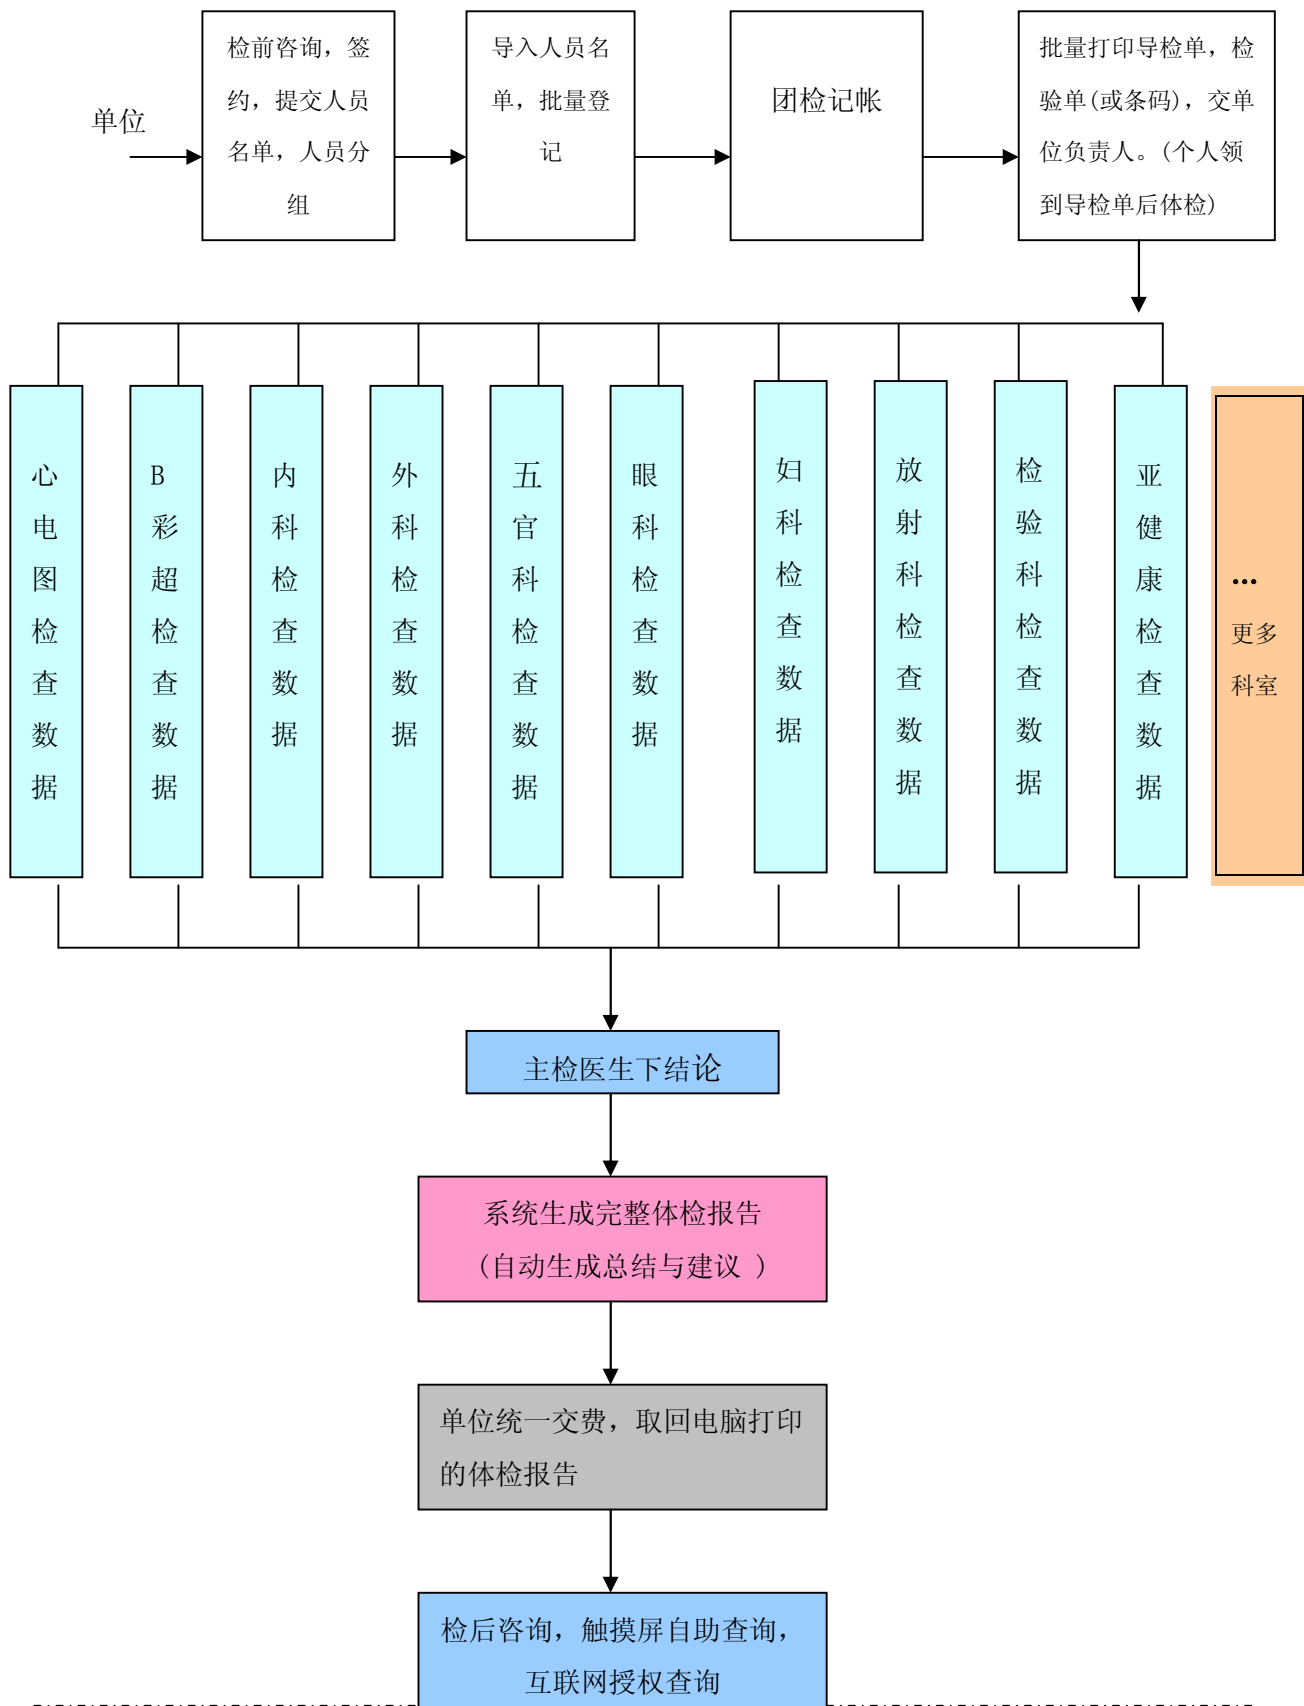 单位
检前咨询，签
约，提交人员
名单，人员分
组
导入人员名
单，批量登
记
团检记帐
批量打印导检单，检
验单(或条码)，交单
位负责人。(个人领
到导检单后体检)
心电图检查数据
B彩超检查数据
内科检查数据
外科检查数据
五官科检查数据
眼科检查数据
妇科检查数据
放射科检查数据
检验科检查数据
亚健康检查数据
…
更多
科室
主检医生下结论
系统生成完整体检报告
(自动生成总结与建议 )
单位统一交费，取回电脑打印
的体检报告
检后咨询，触摸屏自助查询，
互联网授权查询